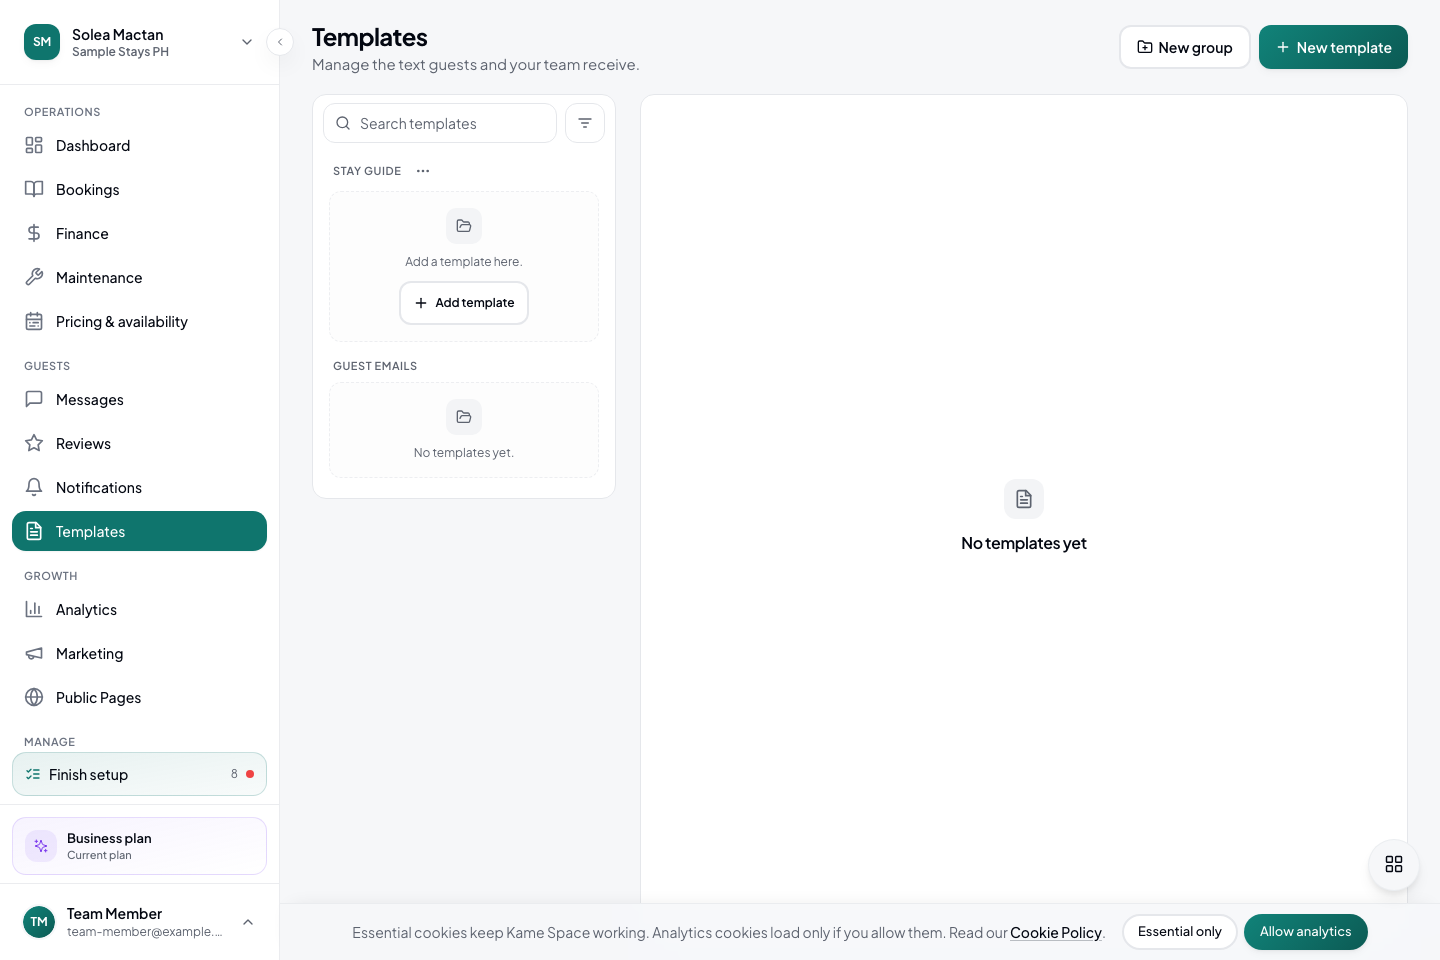 SM
Solea Mactan
Sample Stays PH
OPERATIONS
Dashboard
Bookings
Finance
Maintenance
Pricing & availability
GUESTS
Messages
Reviews
Notifications
Templates
GROWTH
Analytics
Marketing
Public Pages
MANAGE
Finish setup 8
Business plan
Current plan
TM
Team Member
team-member@example....
Templates
Manage the text guests and your team receive.
New group
New template
Search templates
STAY GUIDE
Add a template here.
Add template
GUEST EMAILS
No templates yet.
No templates yet
Essential cookies keep Kame Space working. Analytics cookies load only if you allow them. Read our Cookie Policy.
Essential only
Allow analytics